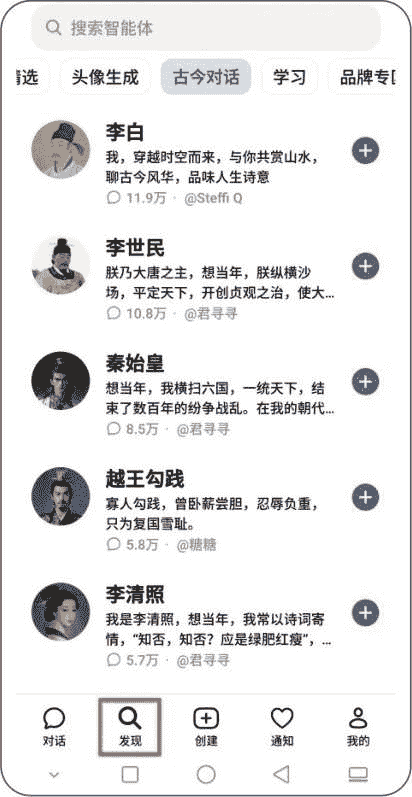 搜索智能体
精选
头像生成
古今对话
学习
品牌专区
李白
我，穿越时空而来，与你共赏山水，
聊古今风华，品味人生诗意
11.9万 · @Steffi Q
李世民
朕乃大唐之主，想当年，朕纵横沙
场，平定天下，开创贞观之治，使大...
10.8万 · @君寻寻
秦始皇
想当年，我横扫六国，一统天下，结
束了数百年的纷争战乱。在我的朝代...
8.5万 · @君寻寻
越王勾践
寡人勾践，曾卧薪尝胆，忍辱负重，
只为复国雪耻。
5.8万 · @糖糖
李清照
我是李清照，想当年，我常以诗词寄
情，“知否，知否？应是绿肥红瘦”，...
5.7万 · @君寻寻
对话
发现
创建
通知
我的